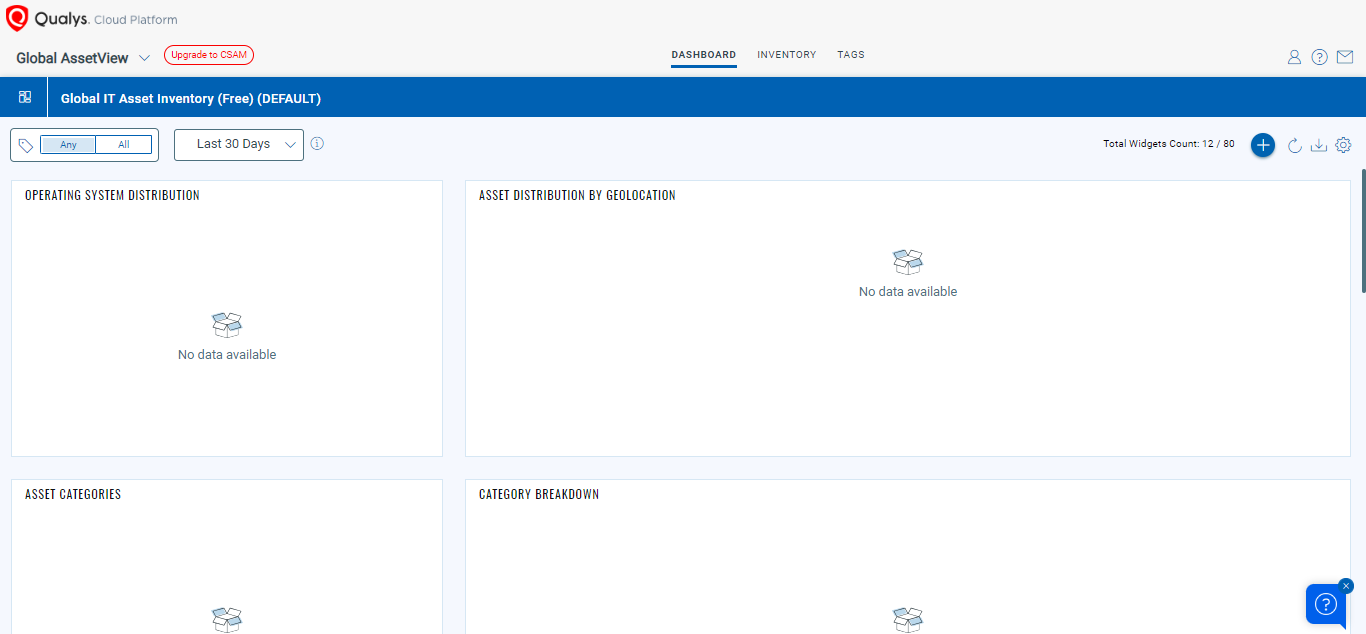 Qualys. Cloud Platform
Global AssetView
Upgrade to CSAM
DASHBOARD
INVENTORY
TAGS
Global IT Asset Inventory (Free) (DEFAULT)
Any
All
Last 30 Days
Total Widgets Count: 12 / 80
OPERATING SYSTEM DISTRIBUTION
No data available
ASSET DISTRIBUTION BY GEOLOCATION
No data available
ASSET CATEGORIES
CATEGORY BREAKDOWN